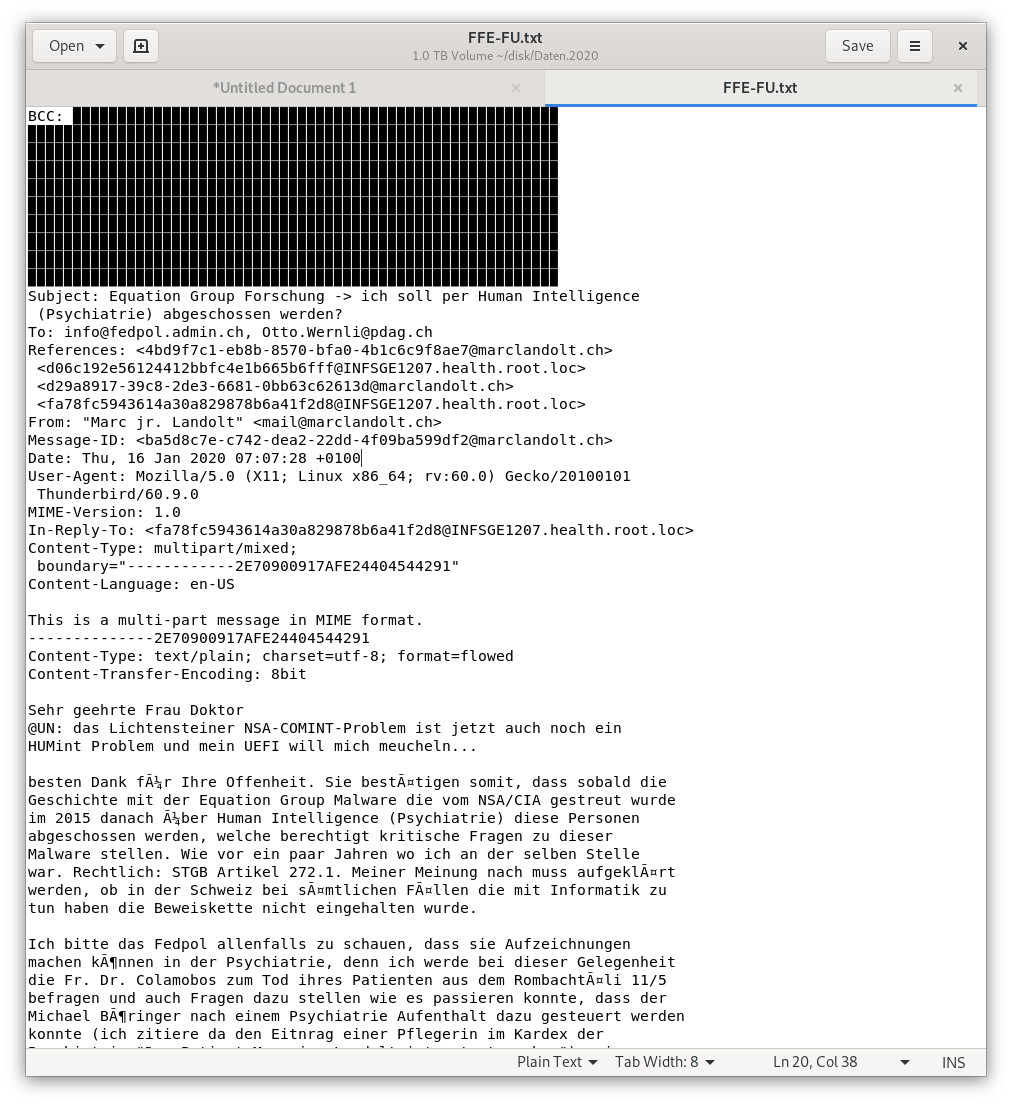 Open
FFE-FU.txt
1.0 TB Volume ~/disk/Daten.2020
Save
*Untitled Document 1
FFE-FU.txt
BCC:
Subject: Equation Group Forschung -> ich soll per Human Intelligence
(Psychiatrie) abgeschossen werden?
To: info@fedpol.admin.ch, Otto.Wernli@pdag.ch
References: <4bd9f7c1-eb8b-8570-bfa0-4b1c6c9f8ae7@marclandolt.ch>
<d06c192e56124412bbfc4e1b665b6fff@INFSGE1207.health.root.loc>
<d29a8917-39c8-2de3-6681-0bb63c62613d@marclandolt.ch>
<fa78fc5943614a30a829878b6a41f2d8@INFSGE1207.health.root.loc>
From: "Marc jr. Landolt" <mail@marclandolt.ch>
Message-ID: <ba5d8c7e-c742-dea2-22dd-4f09ba599df2@marclandolt.ch>
Date: Thu, 16 Jan 2020 07:07:28 +0100
User-Agent: Mozilla/5.0 (X11; Linux x86_64; rv:60.0) Gecko/20100101
Thunderbird/60.9.0
MIME-Version: 1.0
In-Reply-To: <fa78fc5943614a30a829878b6a41f2d8@INFSGE1207.health.root.loc>
Content-Type: multipart/mixed;
boundary="------------2E70900917AFE24404544291"
Content-Language: en-US
This is a multi-part message in MIME format.
--------------2E70900917AFE24404544291
Content-Type: text/plain; charset=utf-8; format=flowed
Content-Transfer-Encoding: 8bit
Sehr geehrte Frau Doktor
@UN: das Lichtensteiner NSA-COMINT-Problem ist jetzt auch noch ein
HUMint Problem und mein UEFI will mich meucheln...
besten Dank fÃ¼r Ihre Offenheit. Sie bestÃ¤tigen somit, dass sobald die
Geschichte mit der Equation Group Malware die vom NSA/CIA gestreut wurde
im 2015 danach Ã¼ber Human Intelligence (Psychiatrie) diese Personen
abgeschossen werden, welche berechtigt kritische Fragen zu dieser
Malware stellen. Wie vor ein paar Jahren wo ich an der selben Stelle
war. Rechtlich: STGB Artikel 272.1. Meiner Meinung nach muss aufgeklÃ¤rt
werden, ob in der Schweiz bei sÃ¤mtlichen FÃ¤llen die mit Informatik zu
tun haben die Beweiskette nicht eingehalten wurde.
Ich bitte das Fedpol allenfalls zu schauen, dass sie Aufzeichnungen
machen kÃ¶nnen in der Psychiatrie, denn ich werde bei dieser Gelegenheit
die Fr. Dr. Colamobos zum Tod ihres Patienten aus dem RombachtÃ¤li 11/5
befragen und auch Fragen dazu stellen wie es passieren konnte, dass der
Michael BÃ¶ringer nach einem Psychiatrie Aufenthalt dazu gesteuert werden
konnte (ich zitiere da den Eitnrag einer Pflegerin im Kardex der
Plain Text
Tab Width: 8
Ln 20, Col 38
INS